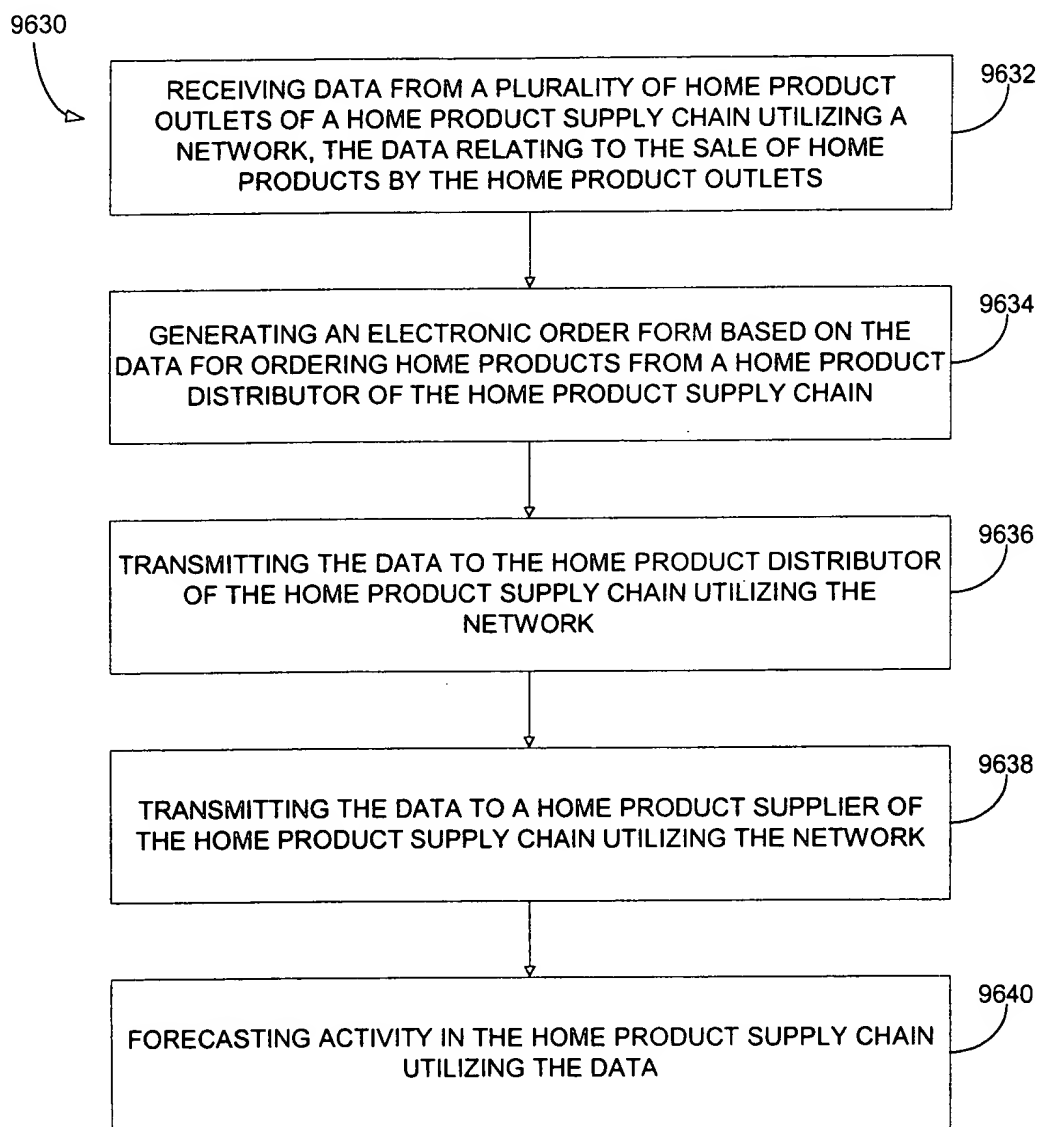 9630
9632
RECEIVING DATA FROM A PLURALITY OF HOME PRODUCT
OUTLETS OF A HOME PRODUCT SUPPLY CHAIN UTILIZING A
NETWORK, THE DATA RELATING TO THE SALE OF HOME
PRODUCTS BY THE HOME PRODUCT OUTLETS
9634
GENERATING AN ELECTRONIC ORDER FORM BASED ON THE
DATA FOR ORDERING HOME PRODUCTS FROM A HOME PRODUCT
DISTRIBUTOR OF THE HOME PRODUCT SUPPLY CHAIN
9636
TRANSMITTING THE DATA TO THE HOME PRODUCT DISTRIBUTOR
OF THE HOME PRODUCT SUPPLY CHAIN UTILIZING THE
NETWORK
9638
TRANSMITTING THE DATA TO A HOME PRODUCT SUPPLIER OF
THE HOME PRODUCT SUPPLY CHAIN UTILIZING THE NETWORK
9640
FORECASTING ACTIVITY IN THE HOME PRODUCT SUPPLY CHAIN
UTILIZING THE DATA